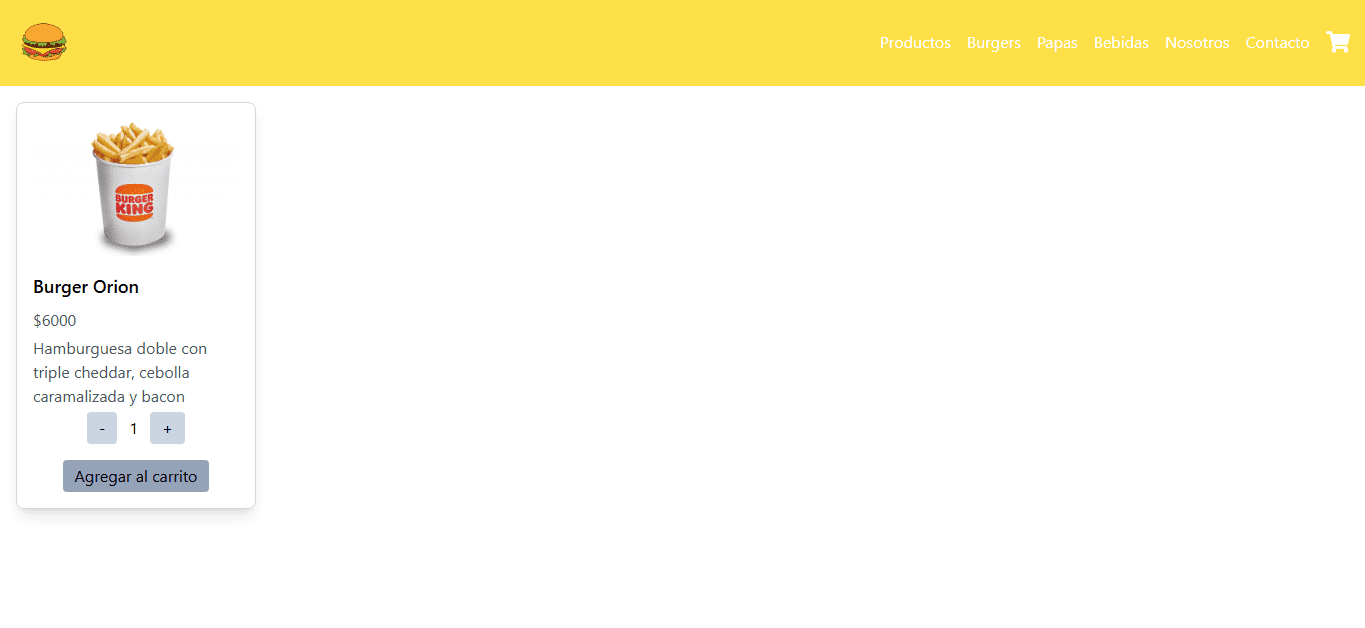 Productos Burgers Papas Bebidas Nosotros Contacto
BURGER
KING
Burger Orion
$6000
Hamburguesa doble con
triple cheddar, cebolla
caramalizada y bacon
- 1 +
Agregar al carrito